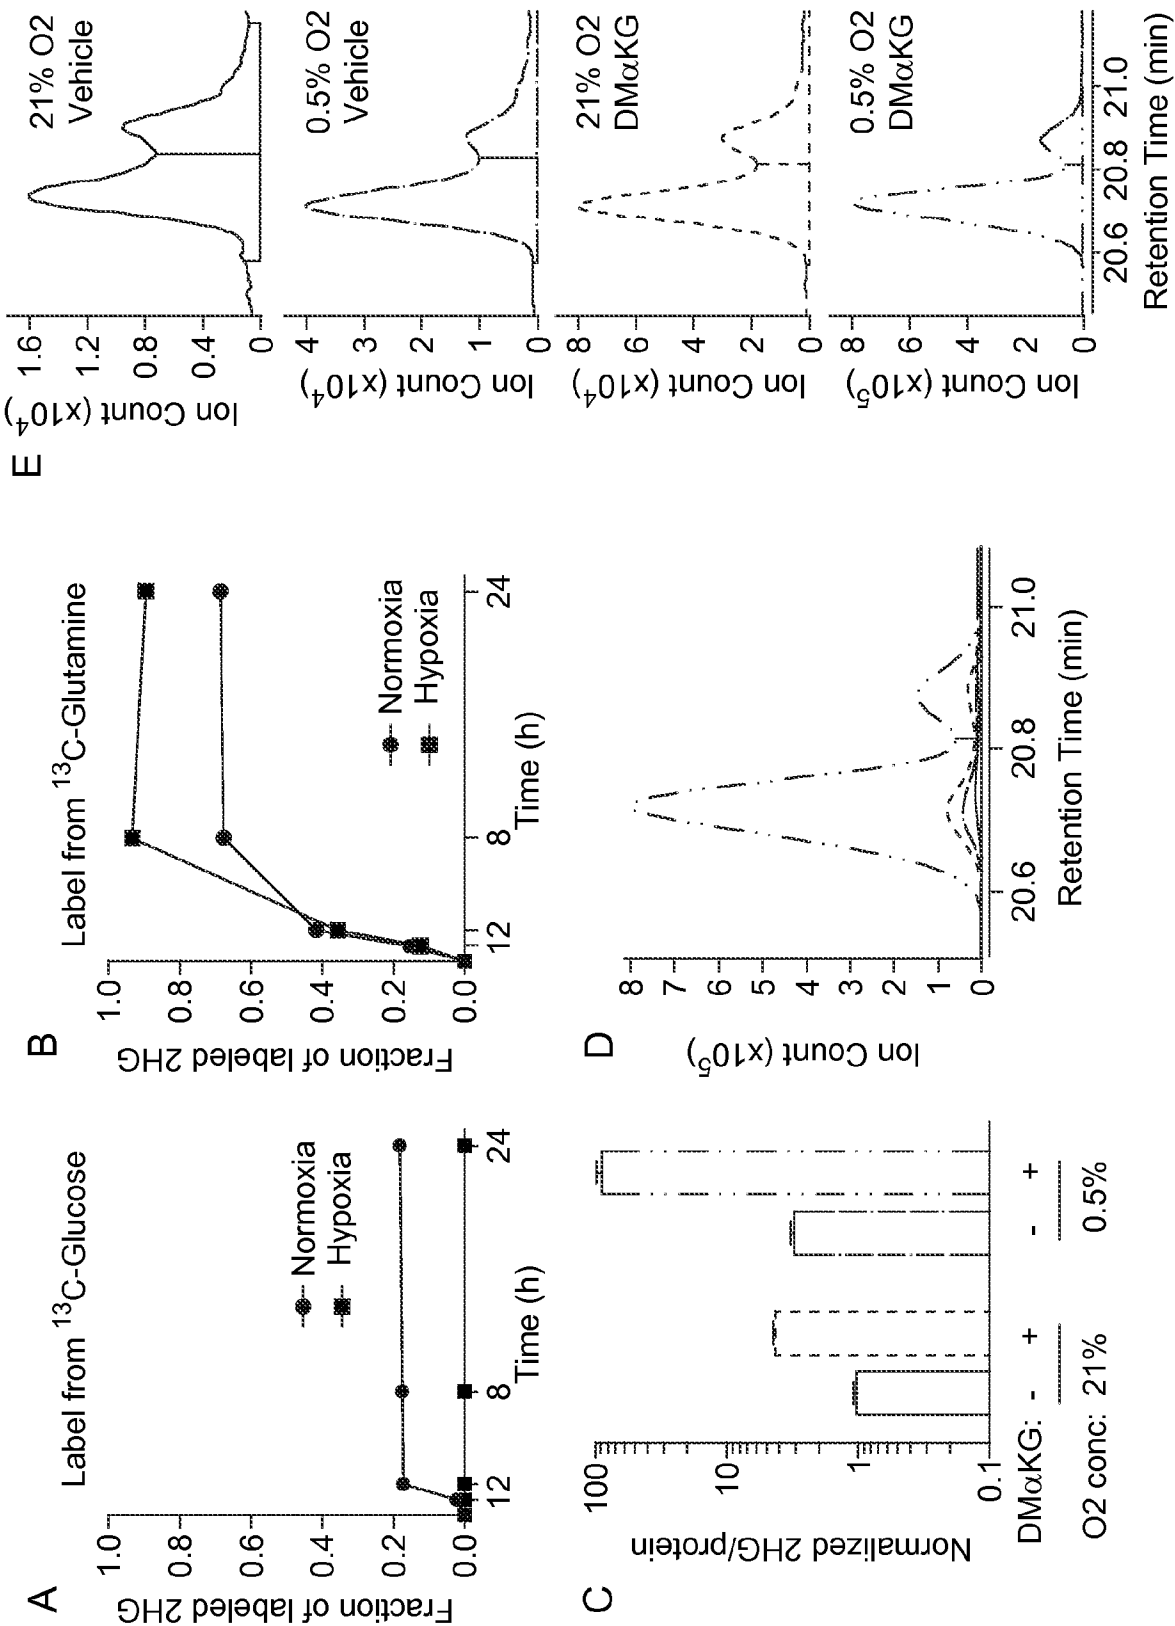 A
Label from 13C-Glucose
Fraction of labeled 2HG
1.0
0.8
0.6
0.4
0.2
0.0
Normoxia
Hypoxia
12
8
24
Time (h)
B
Label from 13C-Glutamine
Fraction of labeled 2HG
1.0
0.8
0.6
0.4
0.2
0.0
Normoxia
Hypoxia
12
8
24
Time (h)
C
Normalized 2HG/protein
100
10
1
0.1
DMαKG: - + - +
O2 conc: 21% 0.5%
D
Ion Count (x105)
8
7
6
5
4
3
2
1
0
20.6 20.8 21.0
Retention Time (min)
E
Ion Count (x104)
1.6
1.2
0.8
0.4
0
21% O2
Vehicle
Ion Count (x104)
4
3
2
1
0
0.5% O2
Vehicle
Ion Count (x104)
8
6
4
2
0
21% O2
DMαKG
Ion Count (x105)
8
6
4
2
0
0.5% O2
DMαKG
20.6 20.8 21.0
Retention Time (min)